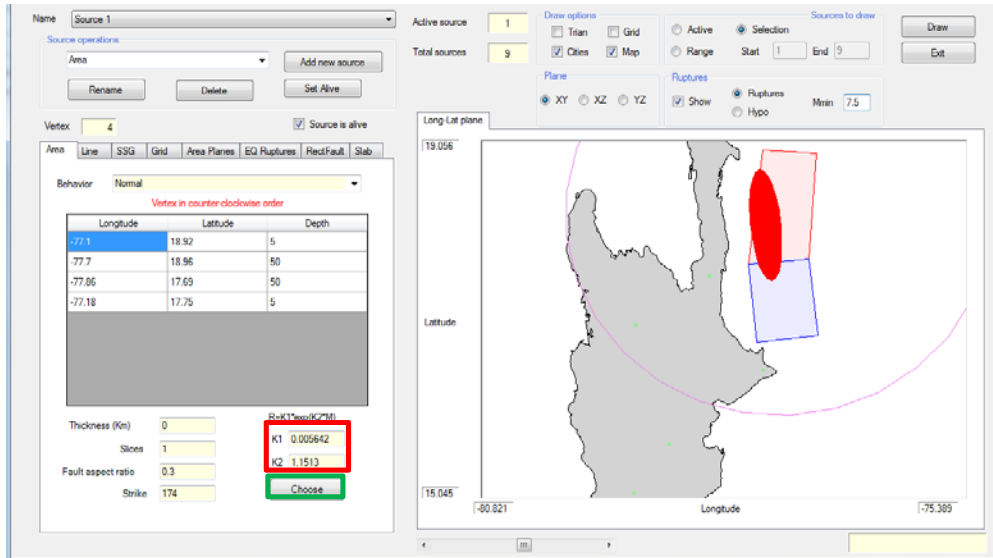 Name Source 1
Source operations
Area Add new source
Rename Delete Set Alive
Vertex 4 Source is alive
Area Line SSG Grid Area Planes EQ Ruptures RectFault Slab
Behavior Normal
Vertex in counter-clockwise order
Longitude Latitude Depth
-77.1 18.92 5
-77.7 18.96 50
-77.86 17.69 50
-77.18 17.75 5
Thickness (Km) 0
Slices 1
Fault aspect ratio 0.3
Strike 174
R=K1*exp(K2*M)
K1 0.005642
K2 1.1513
Choose
Active source 1
Total sources 9
Draw options
Trian Grid
Cities Map
Sources to draw
Active Selection
Range Start 1 End 9
Draw
Exit
Plane
XY XZ YZ
Ruptures
Show Ruptures
Hypo
Mmin 7.5
Long-Lat plane
19.056
Latitude
15.045
-80.821 Longitude -75.389